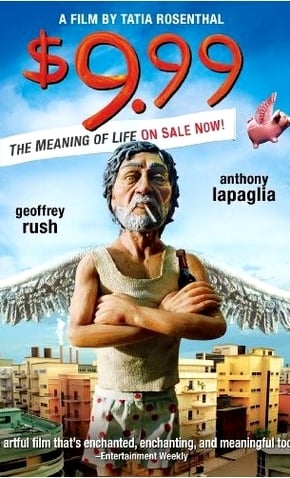 A FILM BY TATIA ROSENTHAL
$9.99
THE MEANING OF LIFE ON SALE NOW!
anthony
lapaglia
geoffrey
rush
artful film that's enchanted, enchanting, and meaningful too
–Entertainment Weekly